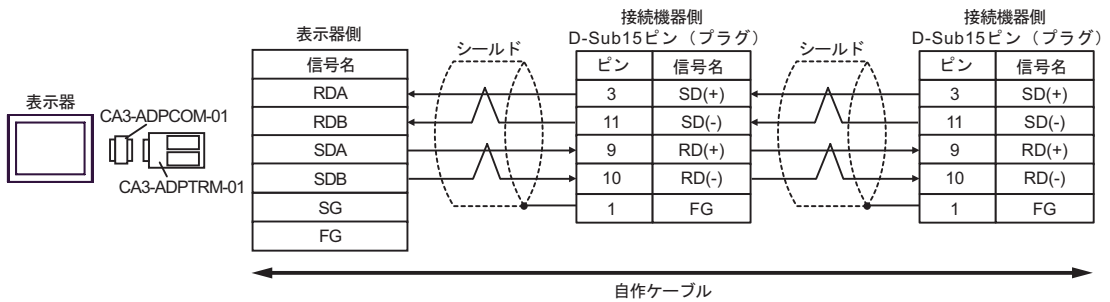 表示器
CA3-ADPCOM-01
CA3-ADPTRM-01
表示器側
信号名
RDA
RDB
SDA
SDB
SG
FG
シールド
接続機器側
D-Sub15ピン（プラグ）
ピン 信号名
3 SD(+)
11 SD(-)
9 RD(+)
10 RD(-)
1 FG
シールド
接続機器側
D-Sub15ピン（プラグ）
ピン 信号名
3 SD(+)
11 SD(-)
9 RD(+)
10 RD(-)
1 FG
自作ケーブル